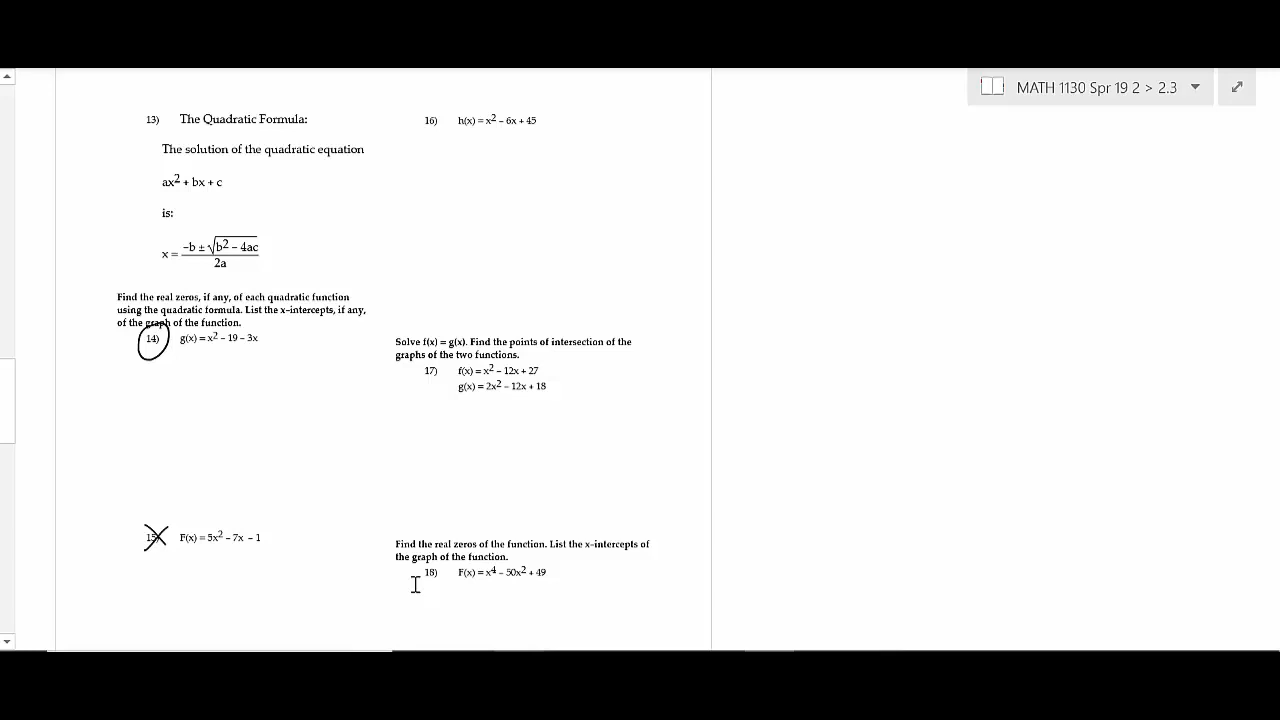 MATH 1130 Spr 19 2 > 2.3
13) The Quadratic Formula:
The solution of the quadratic equation
ax² + bx + c
is:
x = −b ± √b² − 4ac / 2a
Find the real zeros, if any, of each quadratic function
using the quadratic formula. List the x−intercepts, if any,
of the graph of the function.
14) g(x) = x² − 19 − 3x
15) F(x) = 5x² − 7x − 1
16) h(x) = x² − 6x + 45
Solve f(x) = g(x). Find the points of intersection of the
graphs of the two functions.
17) f(x) = x² − 12x + 27
g(x) = 2x² − 12x + 18
Find the real zeros of the function. List the x−intercepts of
the graph of the function.
18) F(x) = x⁴ − 50x² + 49